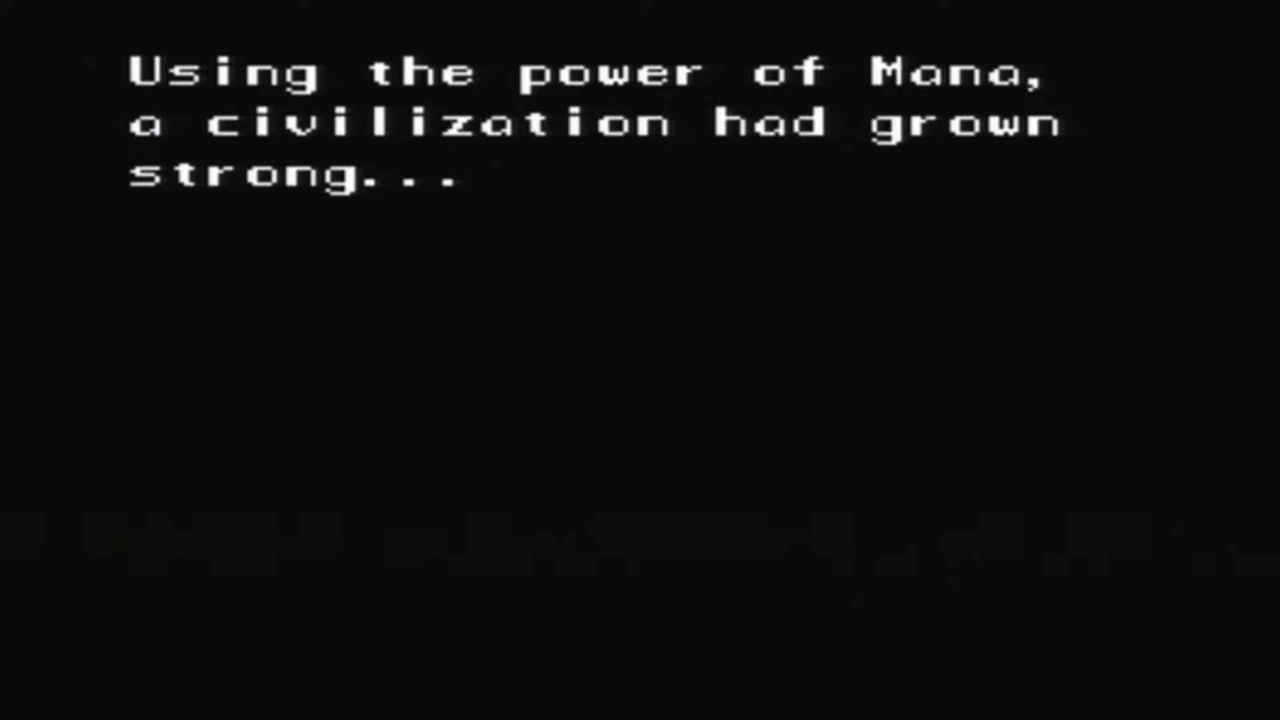 Using the power of Mana,
a civilization had grown
strong...